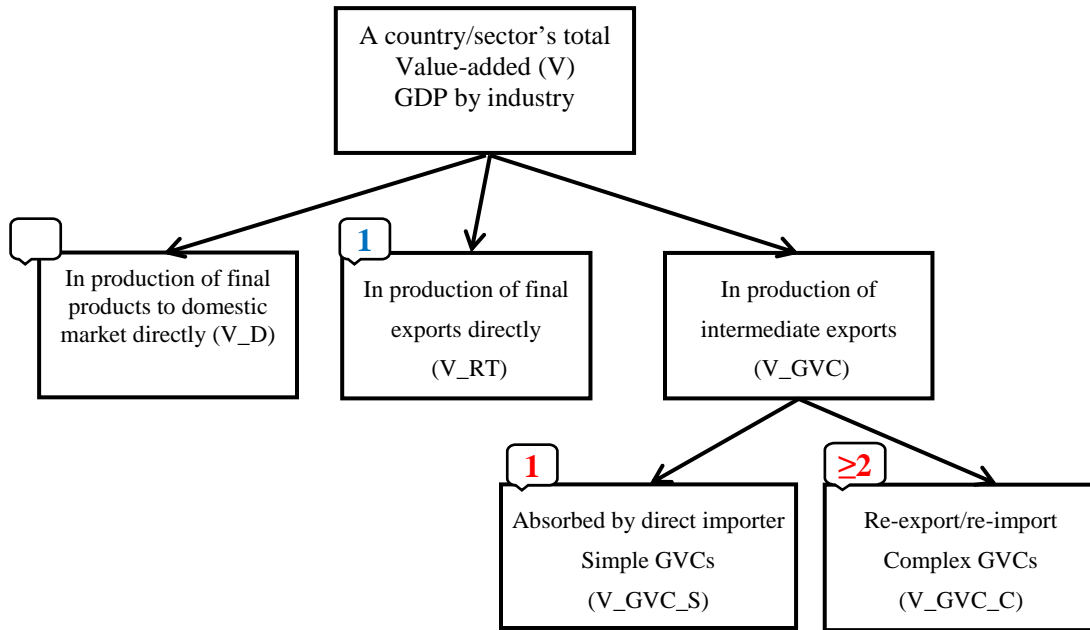 A country/sector's total
Value-added (V)
GDP by industry
In production of final
products to domestic
market directly (V_D)
1
In production of final
exports directly
(V_RT)
In production of
intermediate exports
(V_GVC)
1
Absorbed by direct importer
Simple GVCs
(V_GVC_S)
≥2
Re-export/re-import
Complex GVCs
(V_GVC_C)